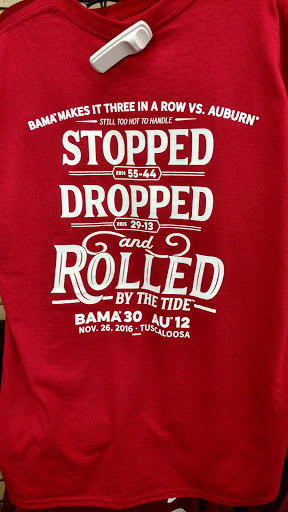 BAMA MAKES IT THREE IN A ROW VS. AUBURN
STILL TOO HOT TO HANDLE
STOPPED
2014 55-44
DROPPED
2015 29-13
and
ROLLED
BY THE TIDE
BAMA 30 AU 12
NOV. 26, 2016 · TUSCALOOSA